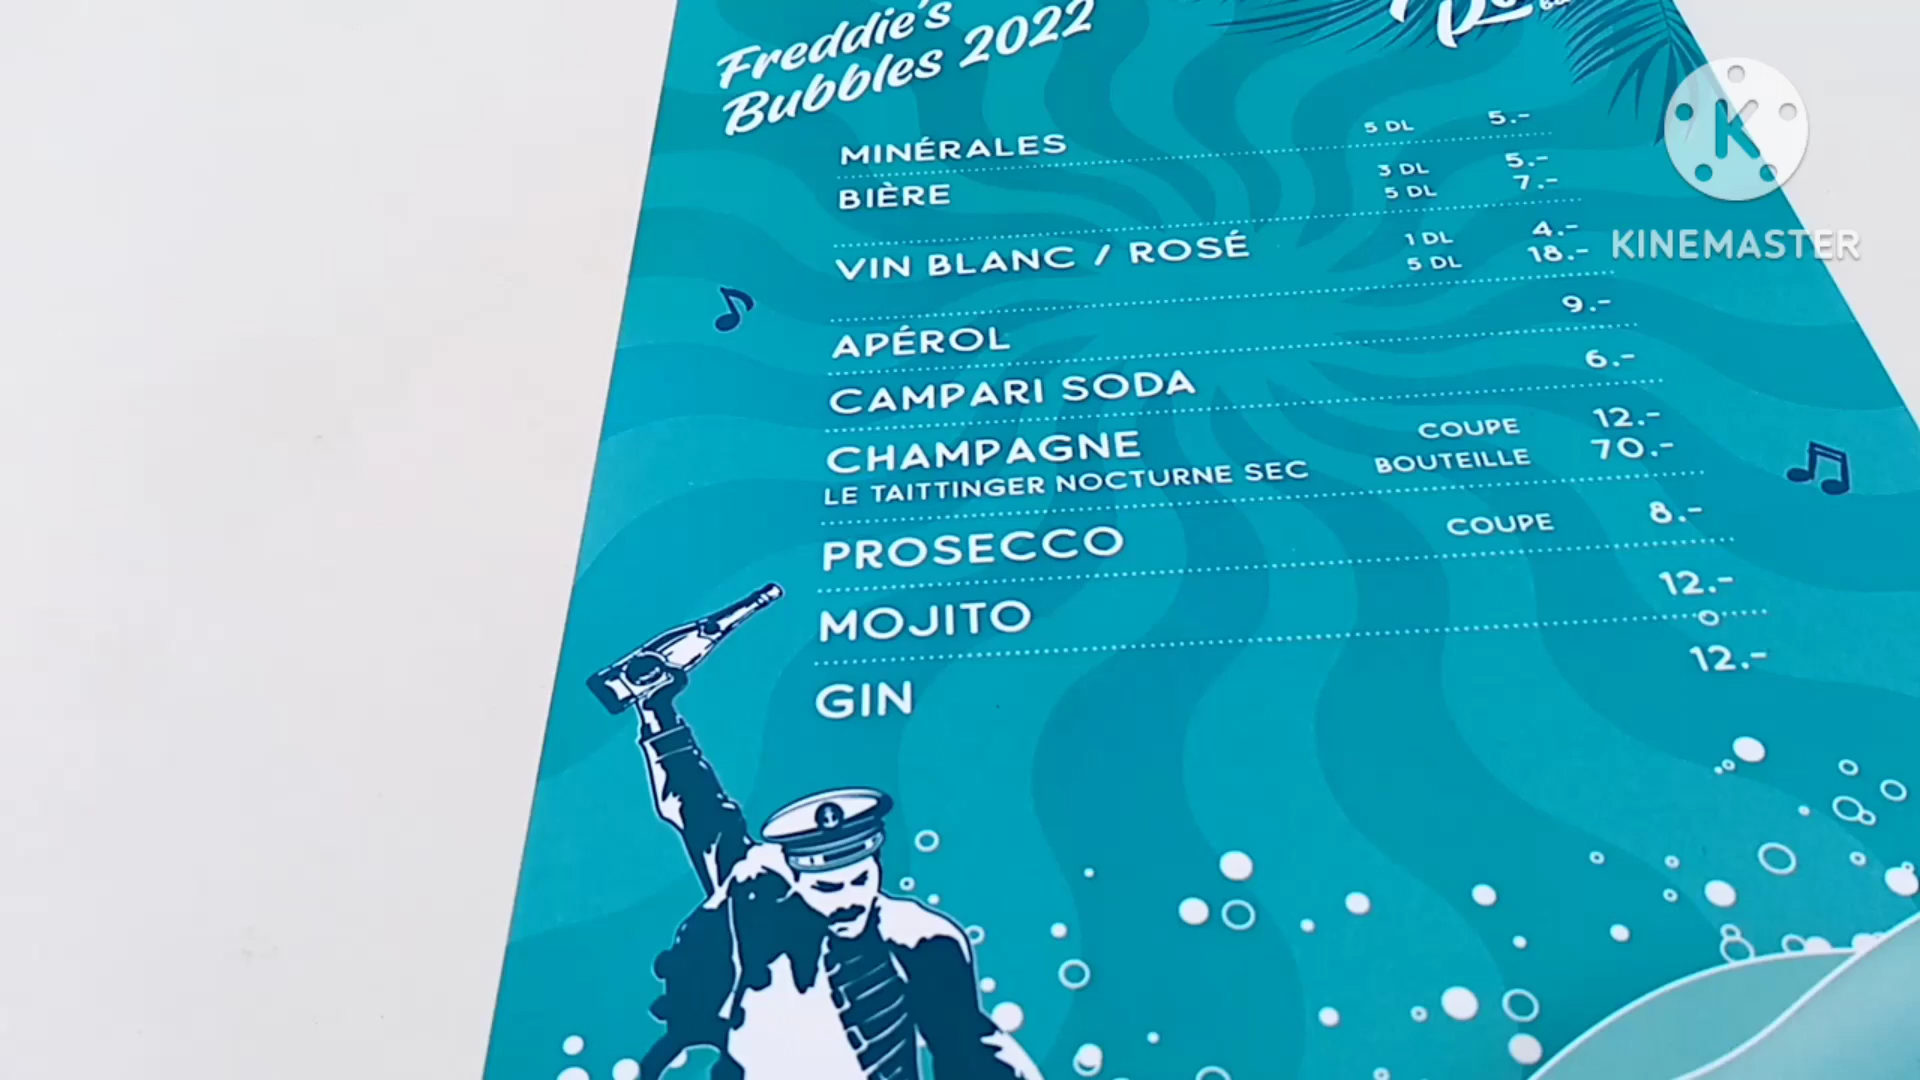 Freddie's
Bubbles 2022
MINÉRALES 5 DL 5.-
BIÈRE 3 DL 5.-
5 DL 7.-
VIN BLANC / ROSÉ 1 DL 4.-
5 DL 18.-
APÉROL 9.-
CAMPARI SODA 6.-
CHAMPAGNE COUPE 12.-
LE TAITTINGER NOCTURNE SEC BOUTEILLE 70.-
PROSECCO COUPE 8.-
MOJITO 12.-
GIN 12.-
K
KINEMASTER